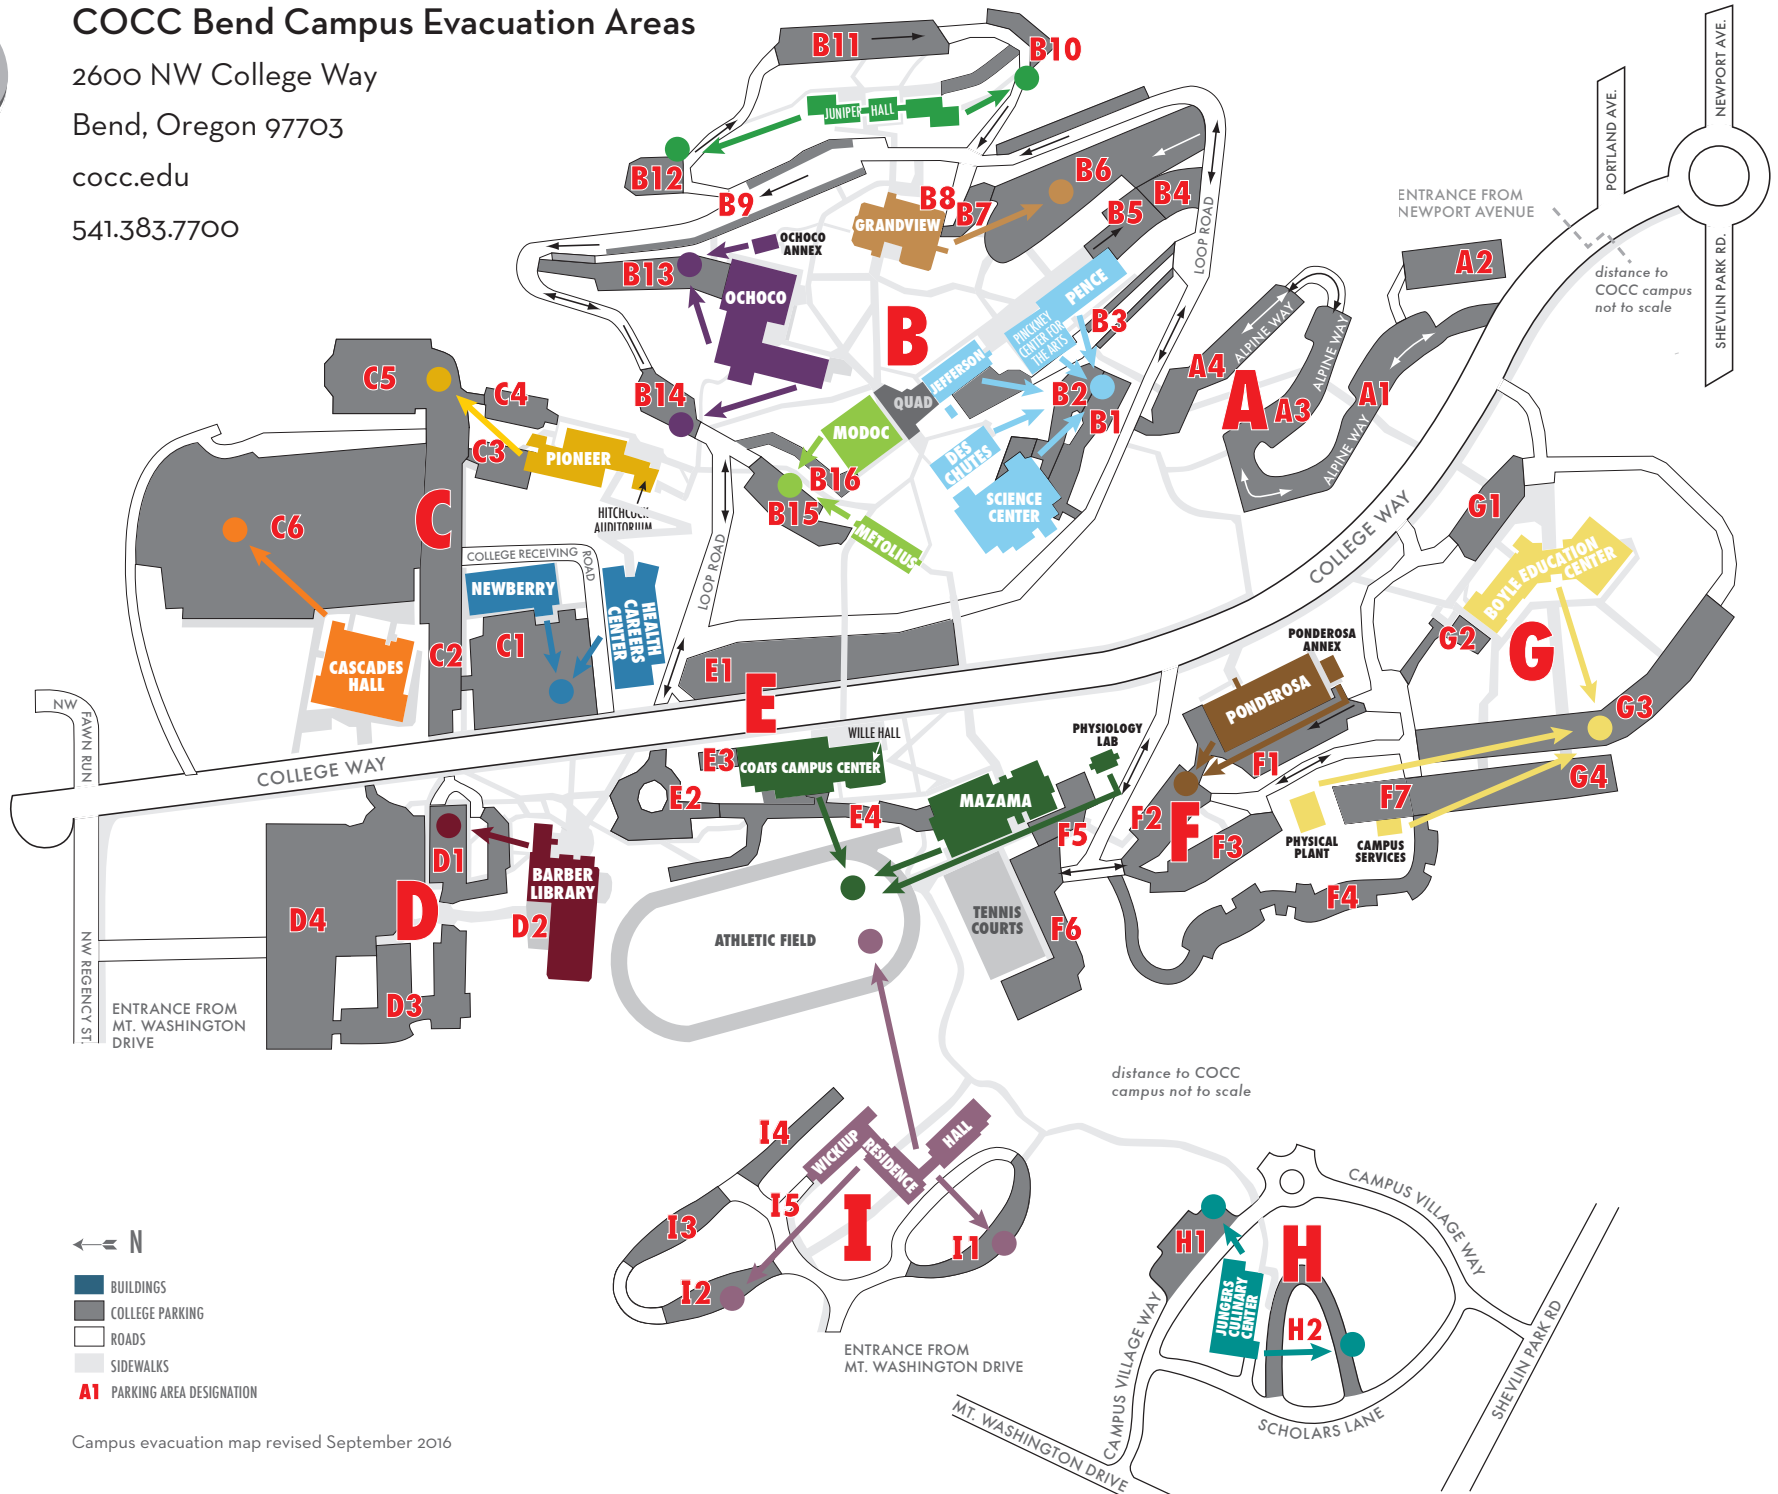 COCC Bend Campus Evacuation Areas
2600 NW College Way
Bend, Oregon 97703
cocc.edu
541.383.7700
B11
B10
JUNIPER HALL
B12
B9
B8
B7
B6
B5
B4
GRANDVIEW
OCHOCO
ANNEX
B13
OCHOCO
B
PENCE
PINCKNEY
CENTER FOR
THE ARTS
B3
JEFFERSON
QUAD
B2
B1
B14
MODOC
DES
CHUTES
SCIENCE
CENTER
B16
B15
METOLIUS
LOOP ROAD
LOOP ROAD
PORTLAND AVE.
NEWPORT AVE.
SHEVLIN PARK RD.
ENTRANCE FROM
NEWPORT AVENUE
distance to
COCC campus
not to scale
A2
A4
ALPINE WAY
ALPINE WAY
A
A3
A1
ALPINE WAY
C5
C4
C3
PIONEER
HITCHCOCK
AUDITORIUM
C
C6
COLLEGE RECEIVING ROAD
NEWBERRY
HEALTH
CAREERS
CENTER
C1
C2
CASCADES
HALL
E1
E
COLLEGE WAY
COLLEGE WAY
NW FAWN RUN
NW REGENCY ST.
G1
BOYLE EDUCATION
CENTER
G2
G
G3
G4
PONDEROSA
ANNEX
PONDEROSA
F1
F2
F
F3
F4
F5
F6
F7
PHYSICAL
PLANT
CAMPUS
SERVICES
PHYSIOLOGY
LAB
WILLE HALL
E3
COATS CAMPUS CENTER
E2
E4
MAZAMA
TENNIS
COURTS
ATHLETIC FIELD
D1
BARBER
LIBRARY
D
D2
D4
D3
ENTRANCE FROM
MT. WASHINGTON
DRIVE
distance to COCC
campus not to scale
I4
WICKIUP
RESIDENCE
HALL
I5
I3
I
I1
I2
ENTRANCE FROM
MT. WASHINGTON DRIVE
H1
H
JUNGERS
CULINARY
CENTER
H2
CAMPUS VILLAGE WAY
CAMPUS VILLAGE WAY
SCHOLARS LANE
SHEVLIN PARK RD
MT. WASHINGTON DRIVE
N
BUILDINGS
COLLEGE PARKING
ROADS
SIDEWALKS
A1 PARKING AREA DESIGNATION
Campus evacuation map revised September 2016